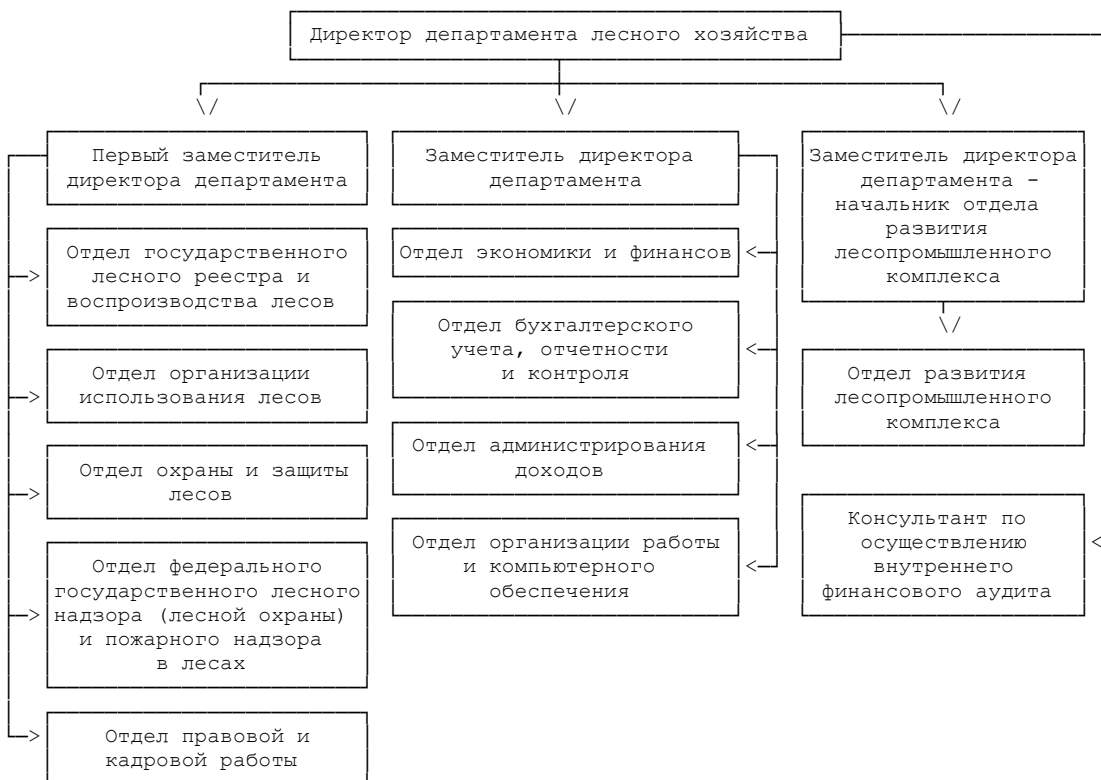 Директор департамента лесного хозяйства
Первый заместитель
директора департамента
Отдел государственного
лесного реестра и
воспроизводства лесов
Отдел организации
использования лесов
Отдел охраны и защиты
лесов
Отдел федерального
государственного лесного
надзора (лесной охраны)
и пожарного надзора
в лесах
Отдел правовой и
кадровой работы
Заместитель директора
департамента
Отдел экономики и финансов
Отдел бухгалтерского
учета, отчетности
и контроля
Отдел администрирования
доходов
Отдел организации работы
и компьютерного
обеспечения
Заместитель директора
департамента -
начальник отдела
развития
лесопромышленного
комплекса
Отдел развития
лесопромышленного
комплекса
Консультант по
осуществлению
внутреннего
финансового аудита